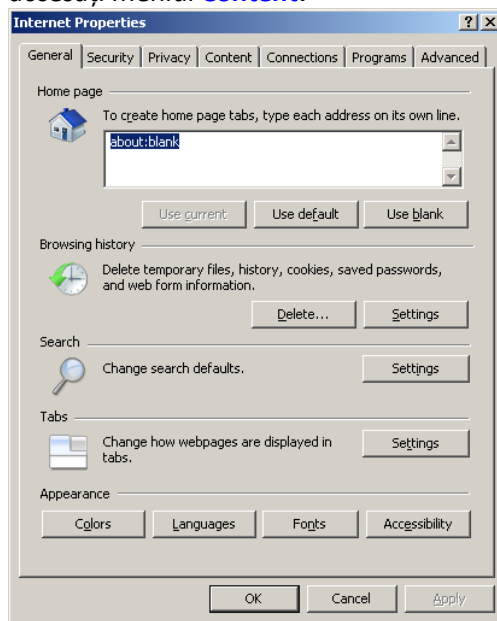 accesați meniul Content.
Internet Properties
General Security Privacy Content Connections Programs Advanced
Home page
To create home page tabs, type each address on its own line.
about:blank
Use current Use default Use blank
Browsing history
Delete temporary files, history, cookies, saved passwords,
and web form information.
Delete... Settings
Search
Change search defaults. Settings
Tabs
Change how webpages are displayed in
tabs.
Settings
Appearance
Colors Languages Fonts Accessibility
OK Cancel Apply